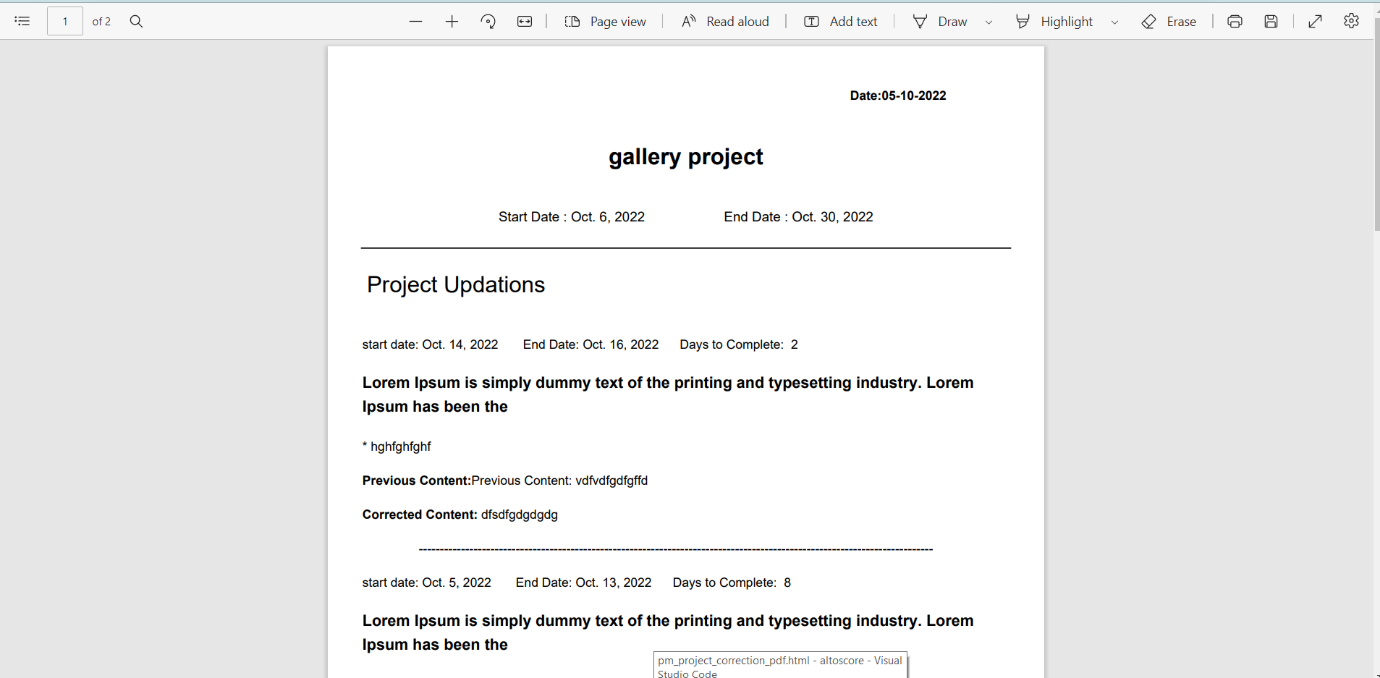 1 of 2 Page view Read aloud Add text Draw Highlight Erase
Date:05-10-2022
gallery project
Start Date : Oct. 6, 2022 End Date : Oct. 30, 2022
Project Updations
start date: Oct. 14, 2022 End Date: Oct. 16, 2022 Days to Complete: 2
Lorem Ipsum is simply dummy text of the printing and typesetting industry. Lorem
Ipsum has been the
* hghfghfghf
Previous Content:Previous Content: vdfvdfgdfgffd
Corrected Content: dfsdfgdgdgdg
start date: Oct. 5, 2022 End Date: Oct. 13, 2022 Days to Complete: 8
Lorem Ipsum is simply dummy text of the printing and typesetting industry. Lorem
Ipsum has been the
pm_project_correction_pdf.html - altoscore - Visual
Studio Code